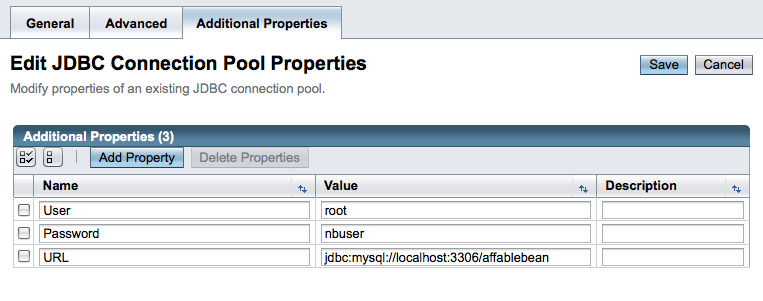 General Advanced Additional Properties
Edit JDBC Connection Pool Properties Save Cancel
Modify properties of an existing JDBC connection pool.
Additional Properties (3)
Add Property Delete Properties
Name Value Description
User root
Password nbuser
URL jdbc:mysql://localhost:3306/affablebean